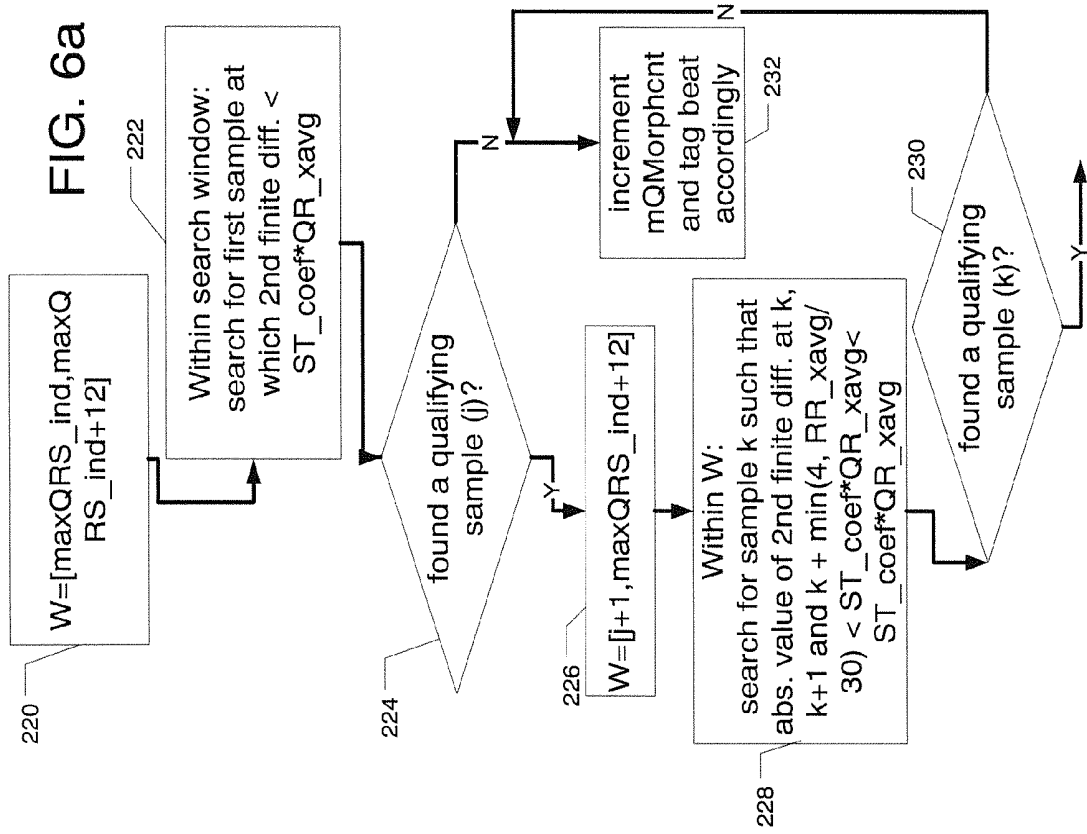 FIG. 6a
W=[maxQRS_ind,maxQ
RS_ind+12]
220
Within search window:
search for first sample at
which 2nd finite diff. <
ST_coef*QR_xavg
222
found a qualifying
sample (j)?
224
N
Y
W=[j+1,maxQRS_ind+12]
226
Within W:
search for sample k such that
abs. value of 2nd finite diff. at k,
k+1 and k + min(4, RR_xavg/
30) < ST_coef*QR_xavg<
ST_coef*QR_xavg
228
increment
mQMorphcnt
and tag beat
accordingly
232
found a qualifying
sample (k)?
230
N
Y